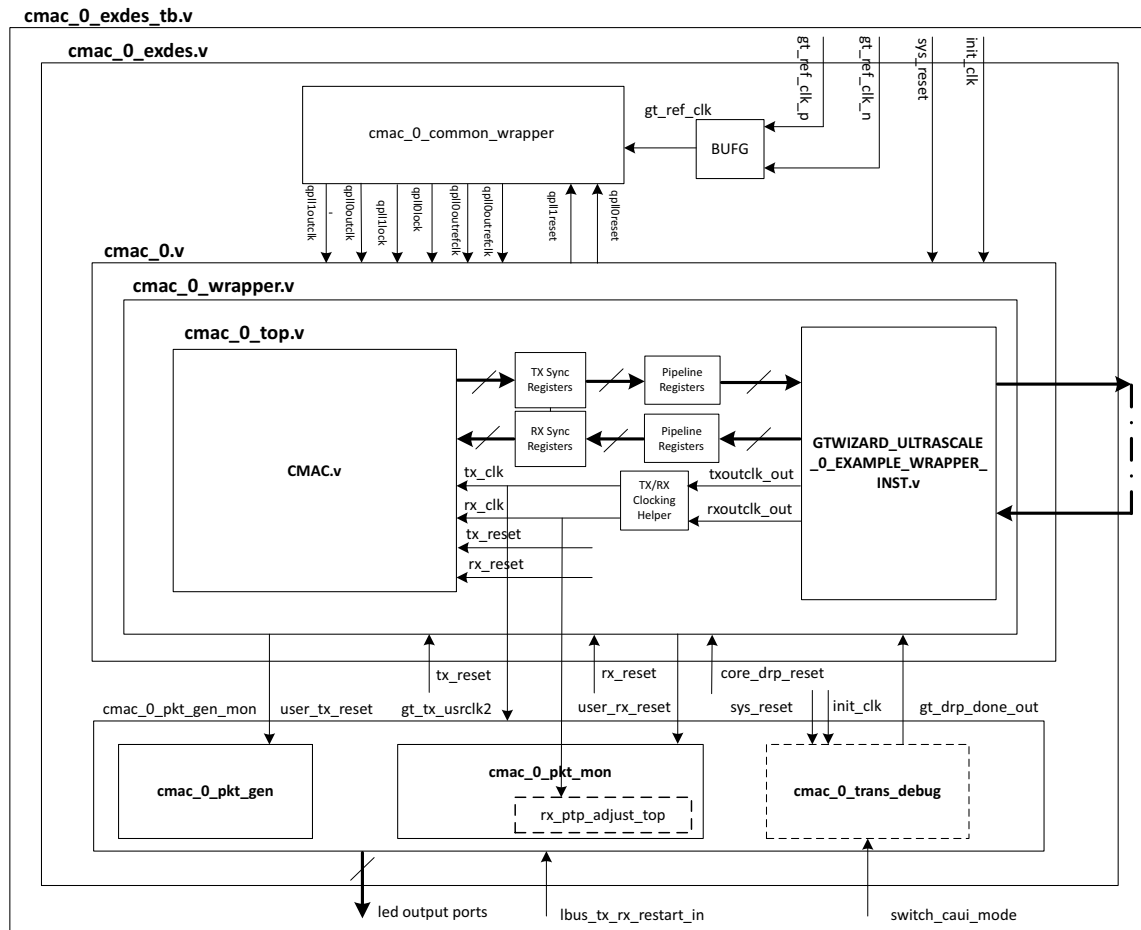 cmac_0_exdes_tb.v
cmac_0_exdes.v
gt_ref_clk_p
gt_ref_clk_n
sys_reset
init_clk
gt_ref_clk
cmac_0_common_wrapper
BUFG
qpll1outclk
-
qpll0outclk
qpll1lock
qpll0lock
qpll0outrefclk
qpll0outrefclk
qpll1reset
qpll0reset
cmac_0.v
cmac_0_wrapper.v
cmac_0_top.v
TX Sync
Registers
Pipeline
Registers
RX Sync
Registers
Pipeline
Registers
CMAC.v
GTWIZARD_ULTRASCALE
_0_EXAMPLE_WRAPPER_
INST.v
tx_clk
TX/RX
Clocking
Helper
txoutclk_out
rx_clk
rxoutclk_out
tx_reset
rx_reset
tx_reset
rx_reset
core_drp_reset
cmac_0_pkt_gen_mon
user_tx_reset
gt_tx_usrclk2
user_rx_reset
sys_reset
init_clk
gt_drp_done_out
cmac_0_pkt_gen
cmac_0_pkt_mon
rx_ptp_adjust_top
cmac_0_trans_debug
led output ports
lbus_tx_rx_restart_in
switch_caui_mode